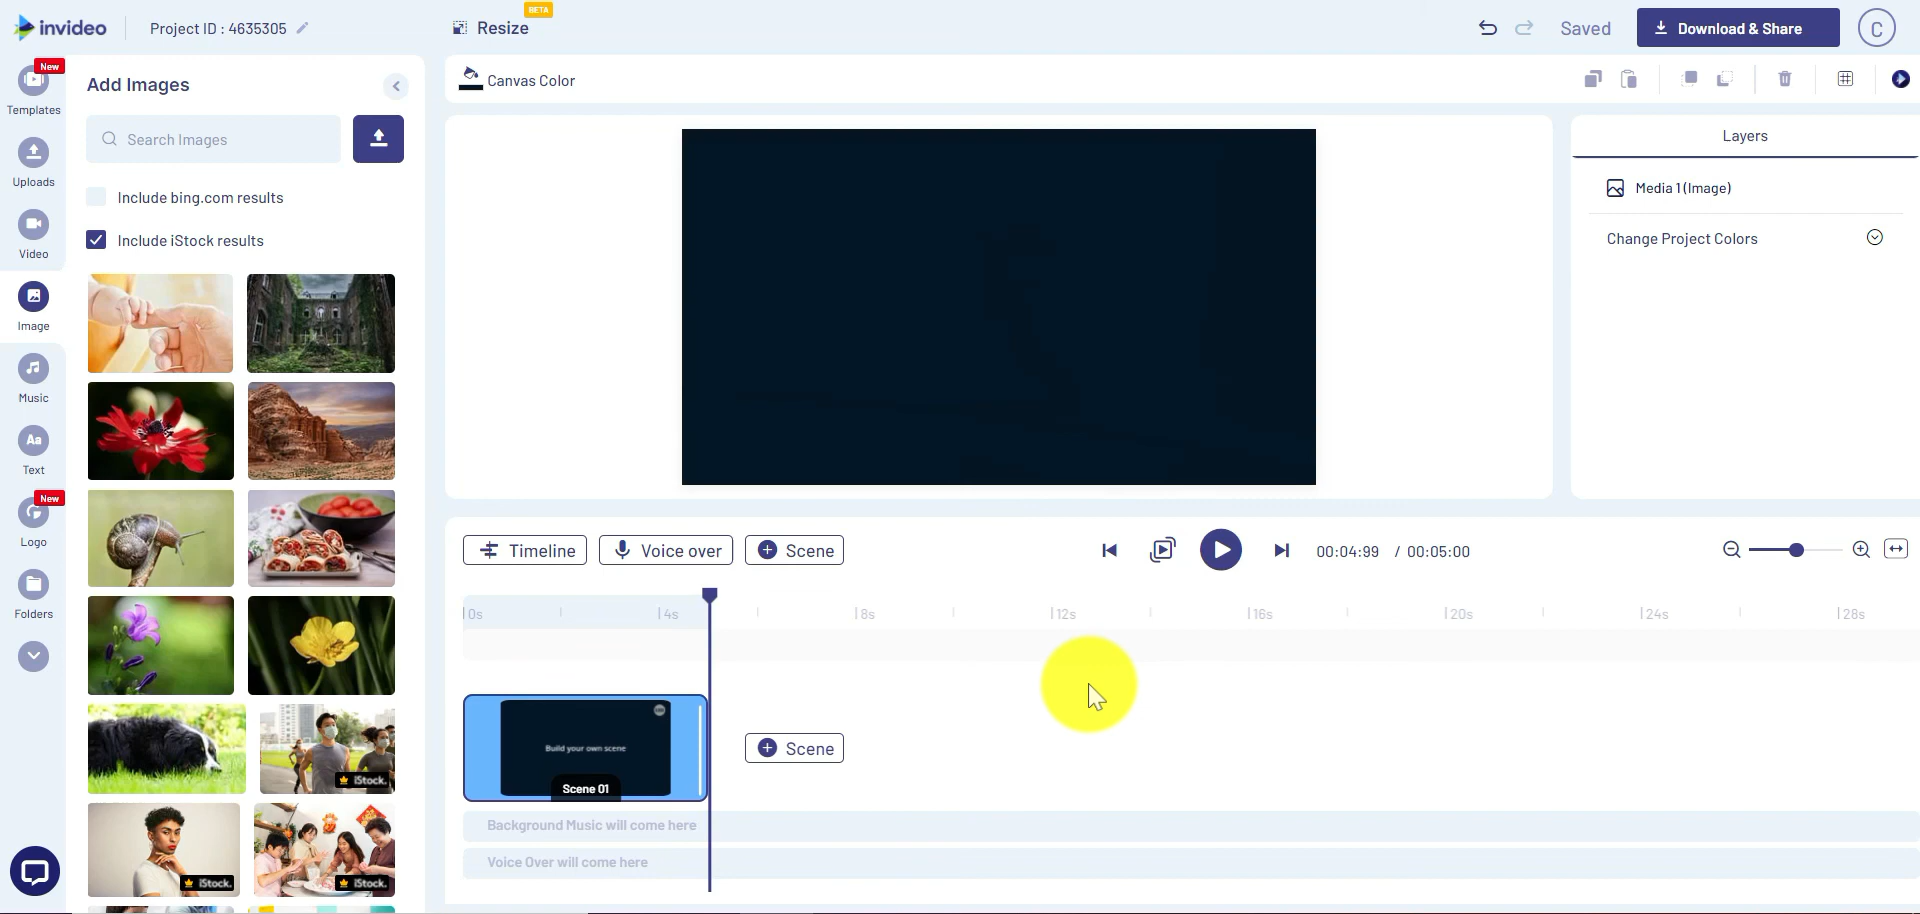 invideo
Project ID : 4635305
Resize
BETA
Saved
Download & Share
C
New
Templates
Uploads
Video
Image
Music
Aa
Text
New
Logo
Folders
Add Images
Search Images
Include bing.com results
Include iStock results
iStock.
iStock.
iStock.
Canvas Color
Layers
Media 1 (Image)
Change Project Colors
Timeline
Voice over
Scene
00:04:99 / 00:05:00
0s
4s
8s
12s
16s
20s
24s
28s
Build your own scene
Scene 01
Scene
Background Music will come here
Voice Over will come here